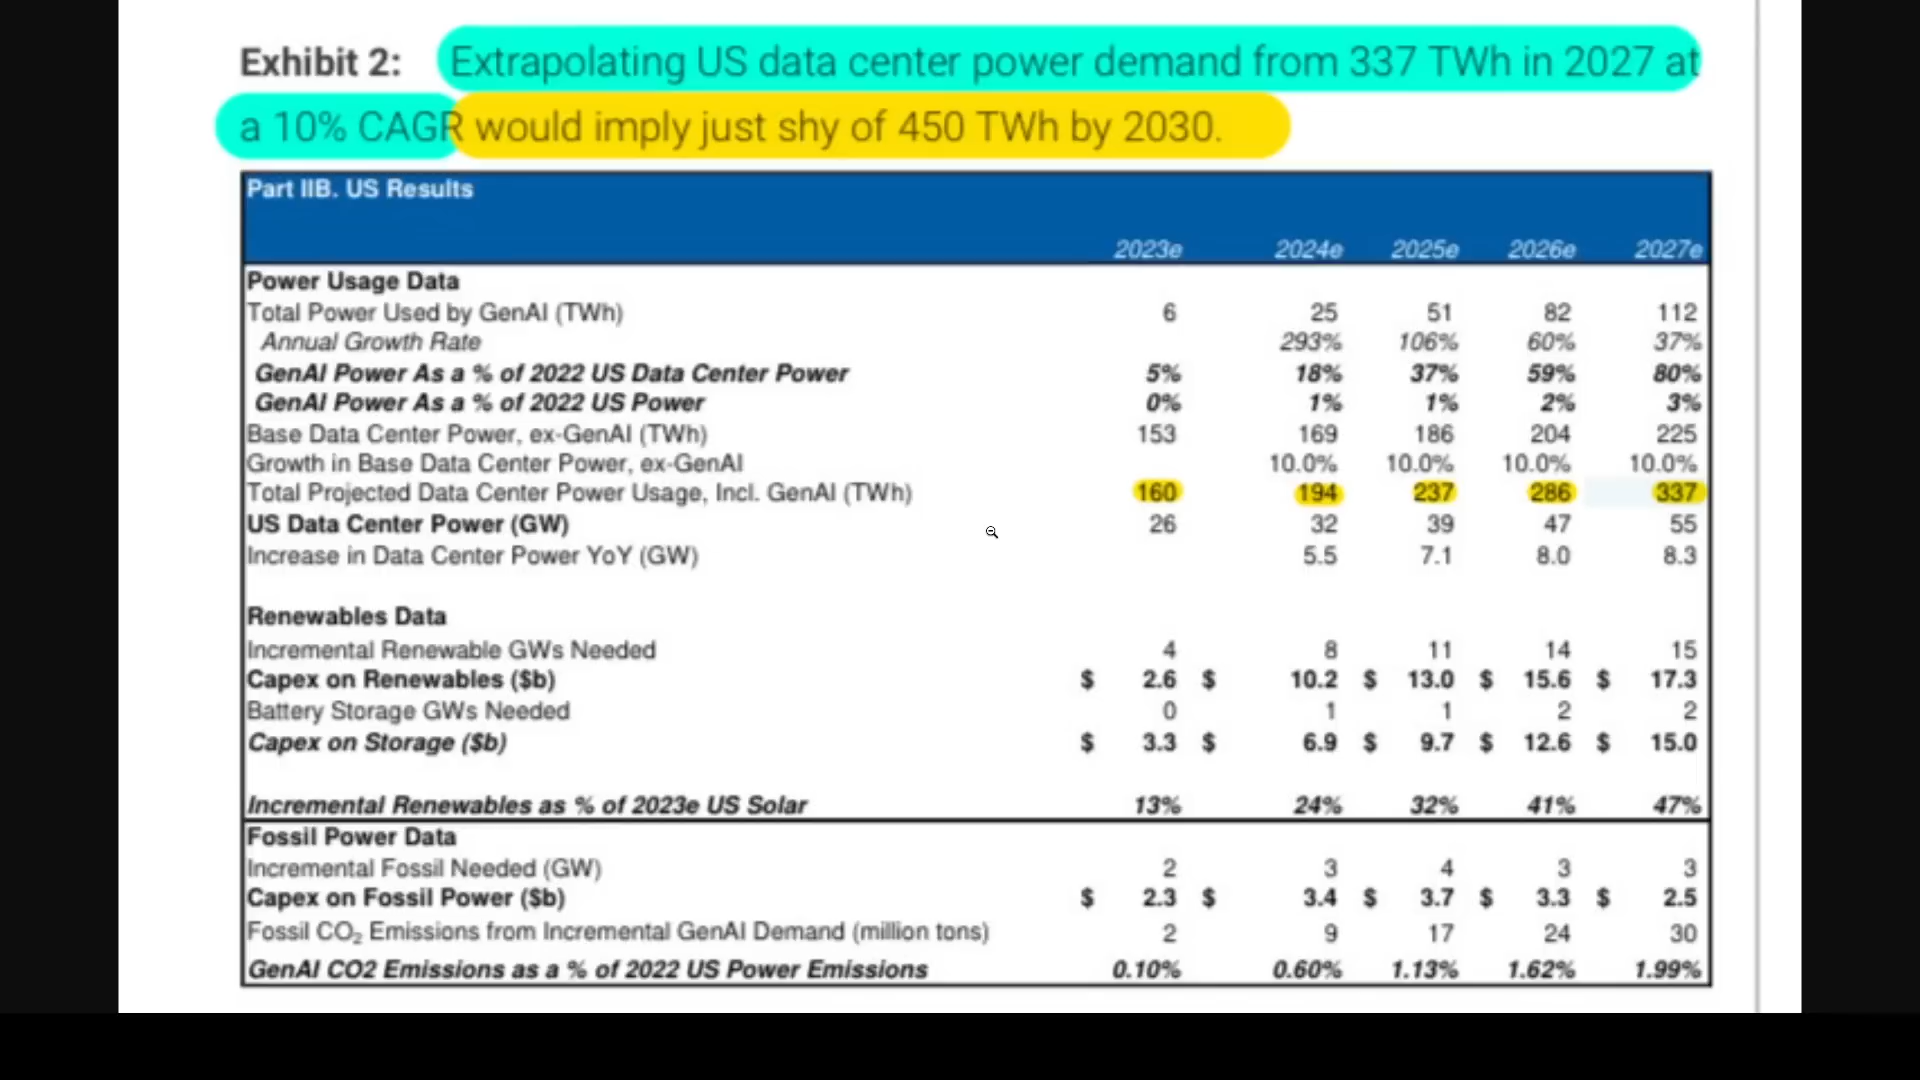 Exhibit 2: Extrapolating US data center power demand from 337 TWh in 2027 at
a 10% CAGR would imply just shy of 450 TWh by 2030.
Part IIB. US Results
2023e 2024e 2025e 2026e 2027e
Power Usage Data
Total Power Used by GenAI (TWh) 6 25 51 82 112
Annual Growth Rate 293% 106% 60% 37%
GenAI Power As a % of 2022 US Data Center Power 5% 18% 37% 59% 80%
GenAI Power As a % of 2022 US Power 0% 1% 1% 2% 3%
Base Data Center Power, ex-GenAI (TWh) 153 169 186 204 225
Growth in Base Data Center Power, ex-GenAI 10.0% 10.0% 10.0% 10.0%
Total Projected Data Center Power Usage, Incl. GenAI (TWh) 160 194 237 286 337
US Data Center Power (GW) 26 32 39 47 55
Increase in Data Center Power YoY (GW) 5.5 7.1 8.0 8.3
Renewables Data
Incremental Renewable GWs Needed 4 8 11 14 15
Capex on Renewables ($b) $ 2.6 $ 10.2 $ 13.0 $ 15.6 $ 17.3
Battery Storage GWs Needed 0 1 1 2 2
Capex on Storage ($b) $ 3.3 $ 6.9 $ 9.7 $ 12.6 $ 15.0
Incremental Renewables as % of 2023e US Solar 13% 24% 32% 41% 47%
Fossil Power Data
Incremental Fossil Needed (GW) 2 3 4 3 3
Capex on Fossil Power ($b) $ 2.3 $ 3.4 $ 3.7 $ 3.3 $ 2.5
Fossil CO₂ Emissions from Incremental GenAI Demand (million tons) 2 9 17 24 30
GenAI CO2 Emissions as a % of 2022 US Power Emissions 0.10% 0.60% 1.13% 1.62% 1.99%